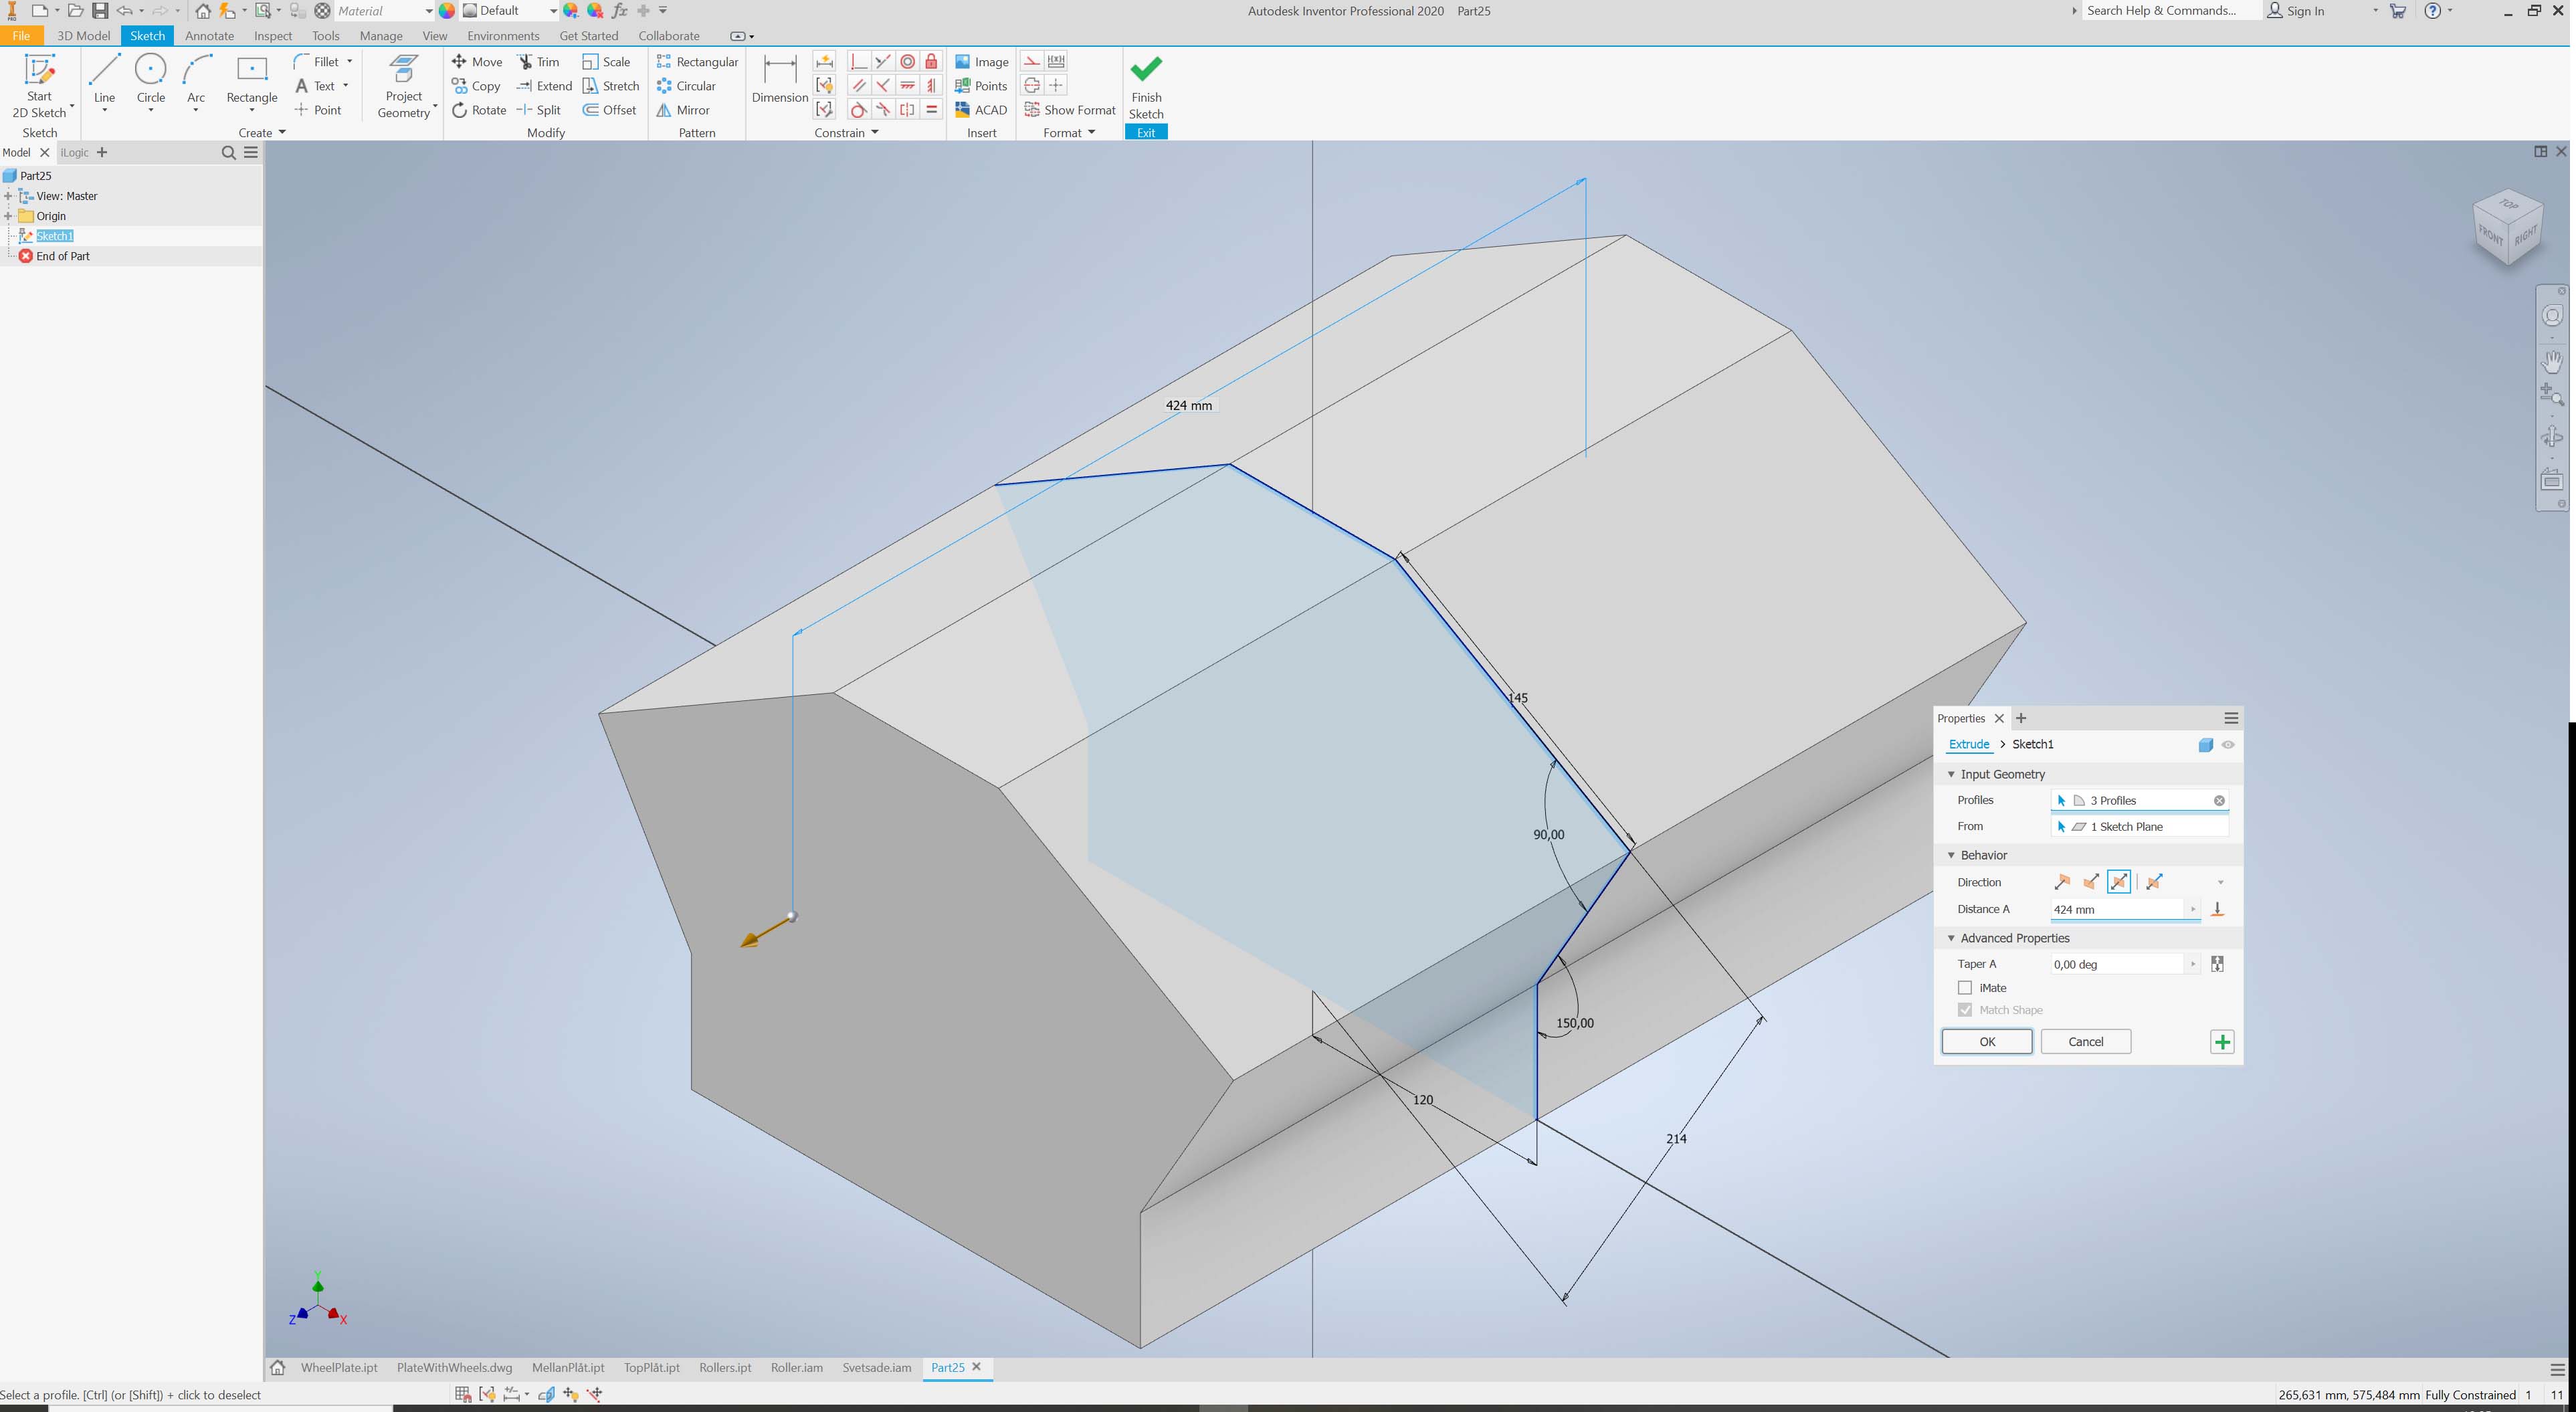 Material Default Autodesk Inventor Professional 2020 Part25 Search Help & Commands... Sign In
PRO
File 3D Model Sketch Annotate Inspect Tools Manage View Environments Get Started Collaborate
Start 2D Sketch
Line
Circle
Arc
Rectangle
Fillet
Text
Point
Project Geometry
Move Trim Scale
Copy Extend Stretch
Rotate Split Offset
Rectangular
Circular
Mirror
Dimension
Image
Points
ACAD
Show Format
Finish Sketch
Sketch Create Modify Pattern Constrain Insert Format Exit
Model iLogic
Part25
View: Master
Origin
Sketch1
End of Part
TOP
FRONT RIGHT
424 mm
145
90,00
150,00
120
214
Properties
Extrude > Sketch1
Input Geometry
Profiles 3 Profiles
From 1 Sketch Plane
Behavior
Direction
Distance A 424 mm
Advanced Properties
Taper A 0,00 deg
iMate
Match Shape
OK Cancel
Y
Z X
WheelPlate.ipt PlateWithWheels.dwg MellanPlåt.ipt TopPlåt.ipt Rollers.ipt Roller.iam Svetsade.iam Part25
Select a profile. [Ctrl] (or [Shift]) + click to deselect 265,631 mm, 575,484 mm Fully Constrained 1 11